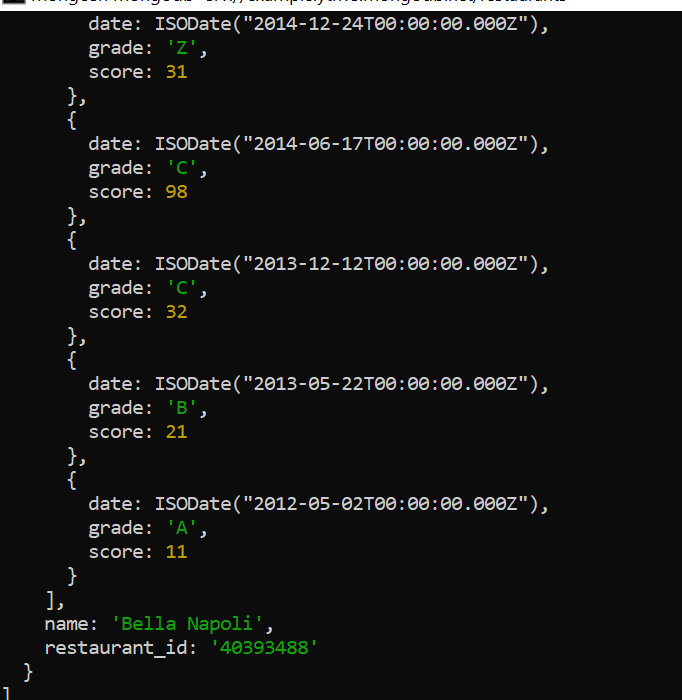 date: ISODate("2014-12-24T00:00:00.000Z"),
grade: 'Z',
score: 31
},
{
date: ISODate("2014-06-17T00:00:00.000Z"),
grade: 'C',
score: 98
},
{
date: ISODate("2013-12-12T00:00:00.000Z"),
grade: 'C',
score: 32
},
{
date: ISODate("2013-05-22T00:00:00.000Z"),
grade: 'B',
score: 21
},
{
date: ISODate("2012-05-02T00:00:00.000Z"),
grade: 'A',
score: 11
}
],
name: 'Bella Napoli',
restaurant_id: '40393488'
}
]